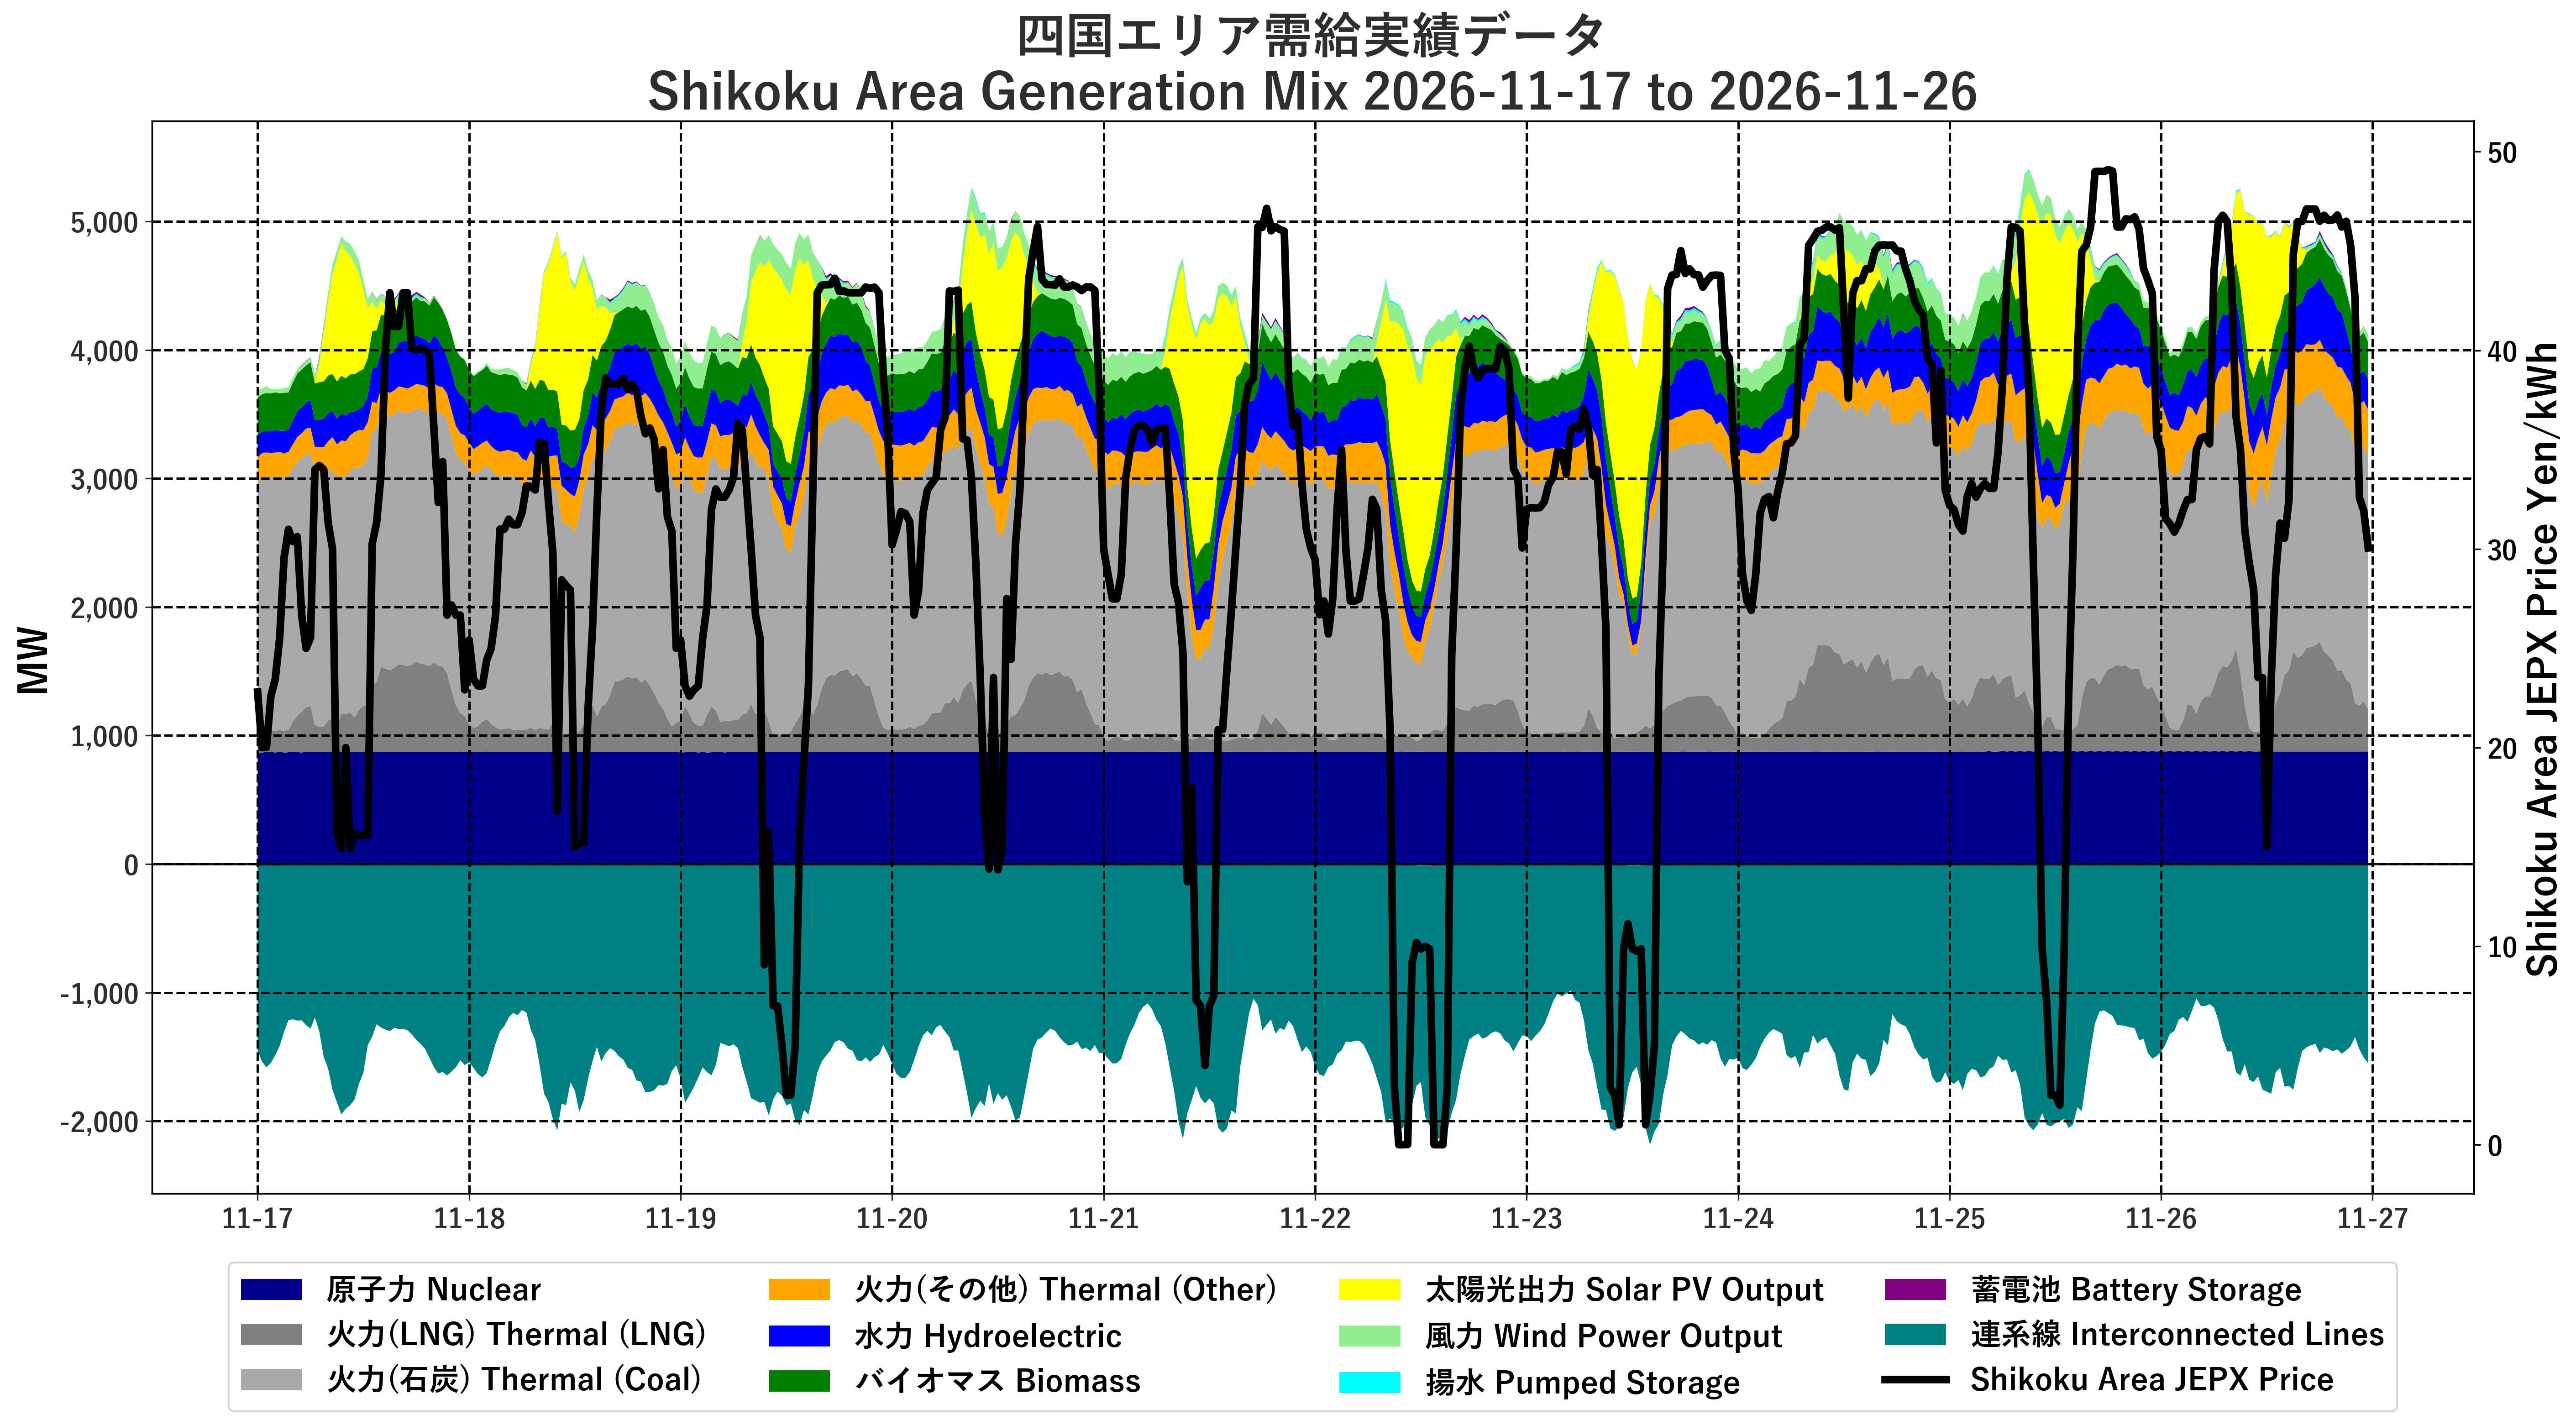 四国エリア需給実績データ
Shikoku Area Generation Mix 2026-11-17 to 2026-11-26
MW
5,000
4,000
3,000
2,000
1,000
0
-1,000
-2,000
50
40
30
20
10
0
Shikoku Area JEPX Price Yen/kWh
11-17 11-18 11-19 11-20 11-21 11-22 11-23 11-24 11-25 11-26 11-27
原子力 Nuclear
火力(LNG) Thermal (LNG)
火力(石炭) Thermal (Coal)
火力(その他) Thermal (Other)
水力 Hydroelectric
バイオマス Biomass
太陽光出力 Solar PV Output
風力 Wind Power Output
揚水 Pumped Storage
蓄電池 Battery Storage
連系線 Interconnected Lines
Shikoku Area JEPX Price